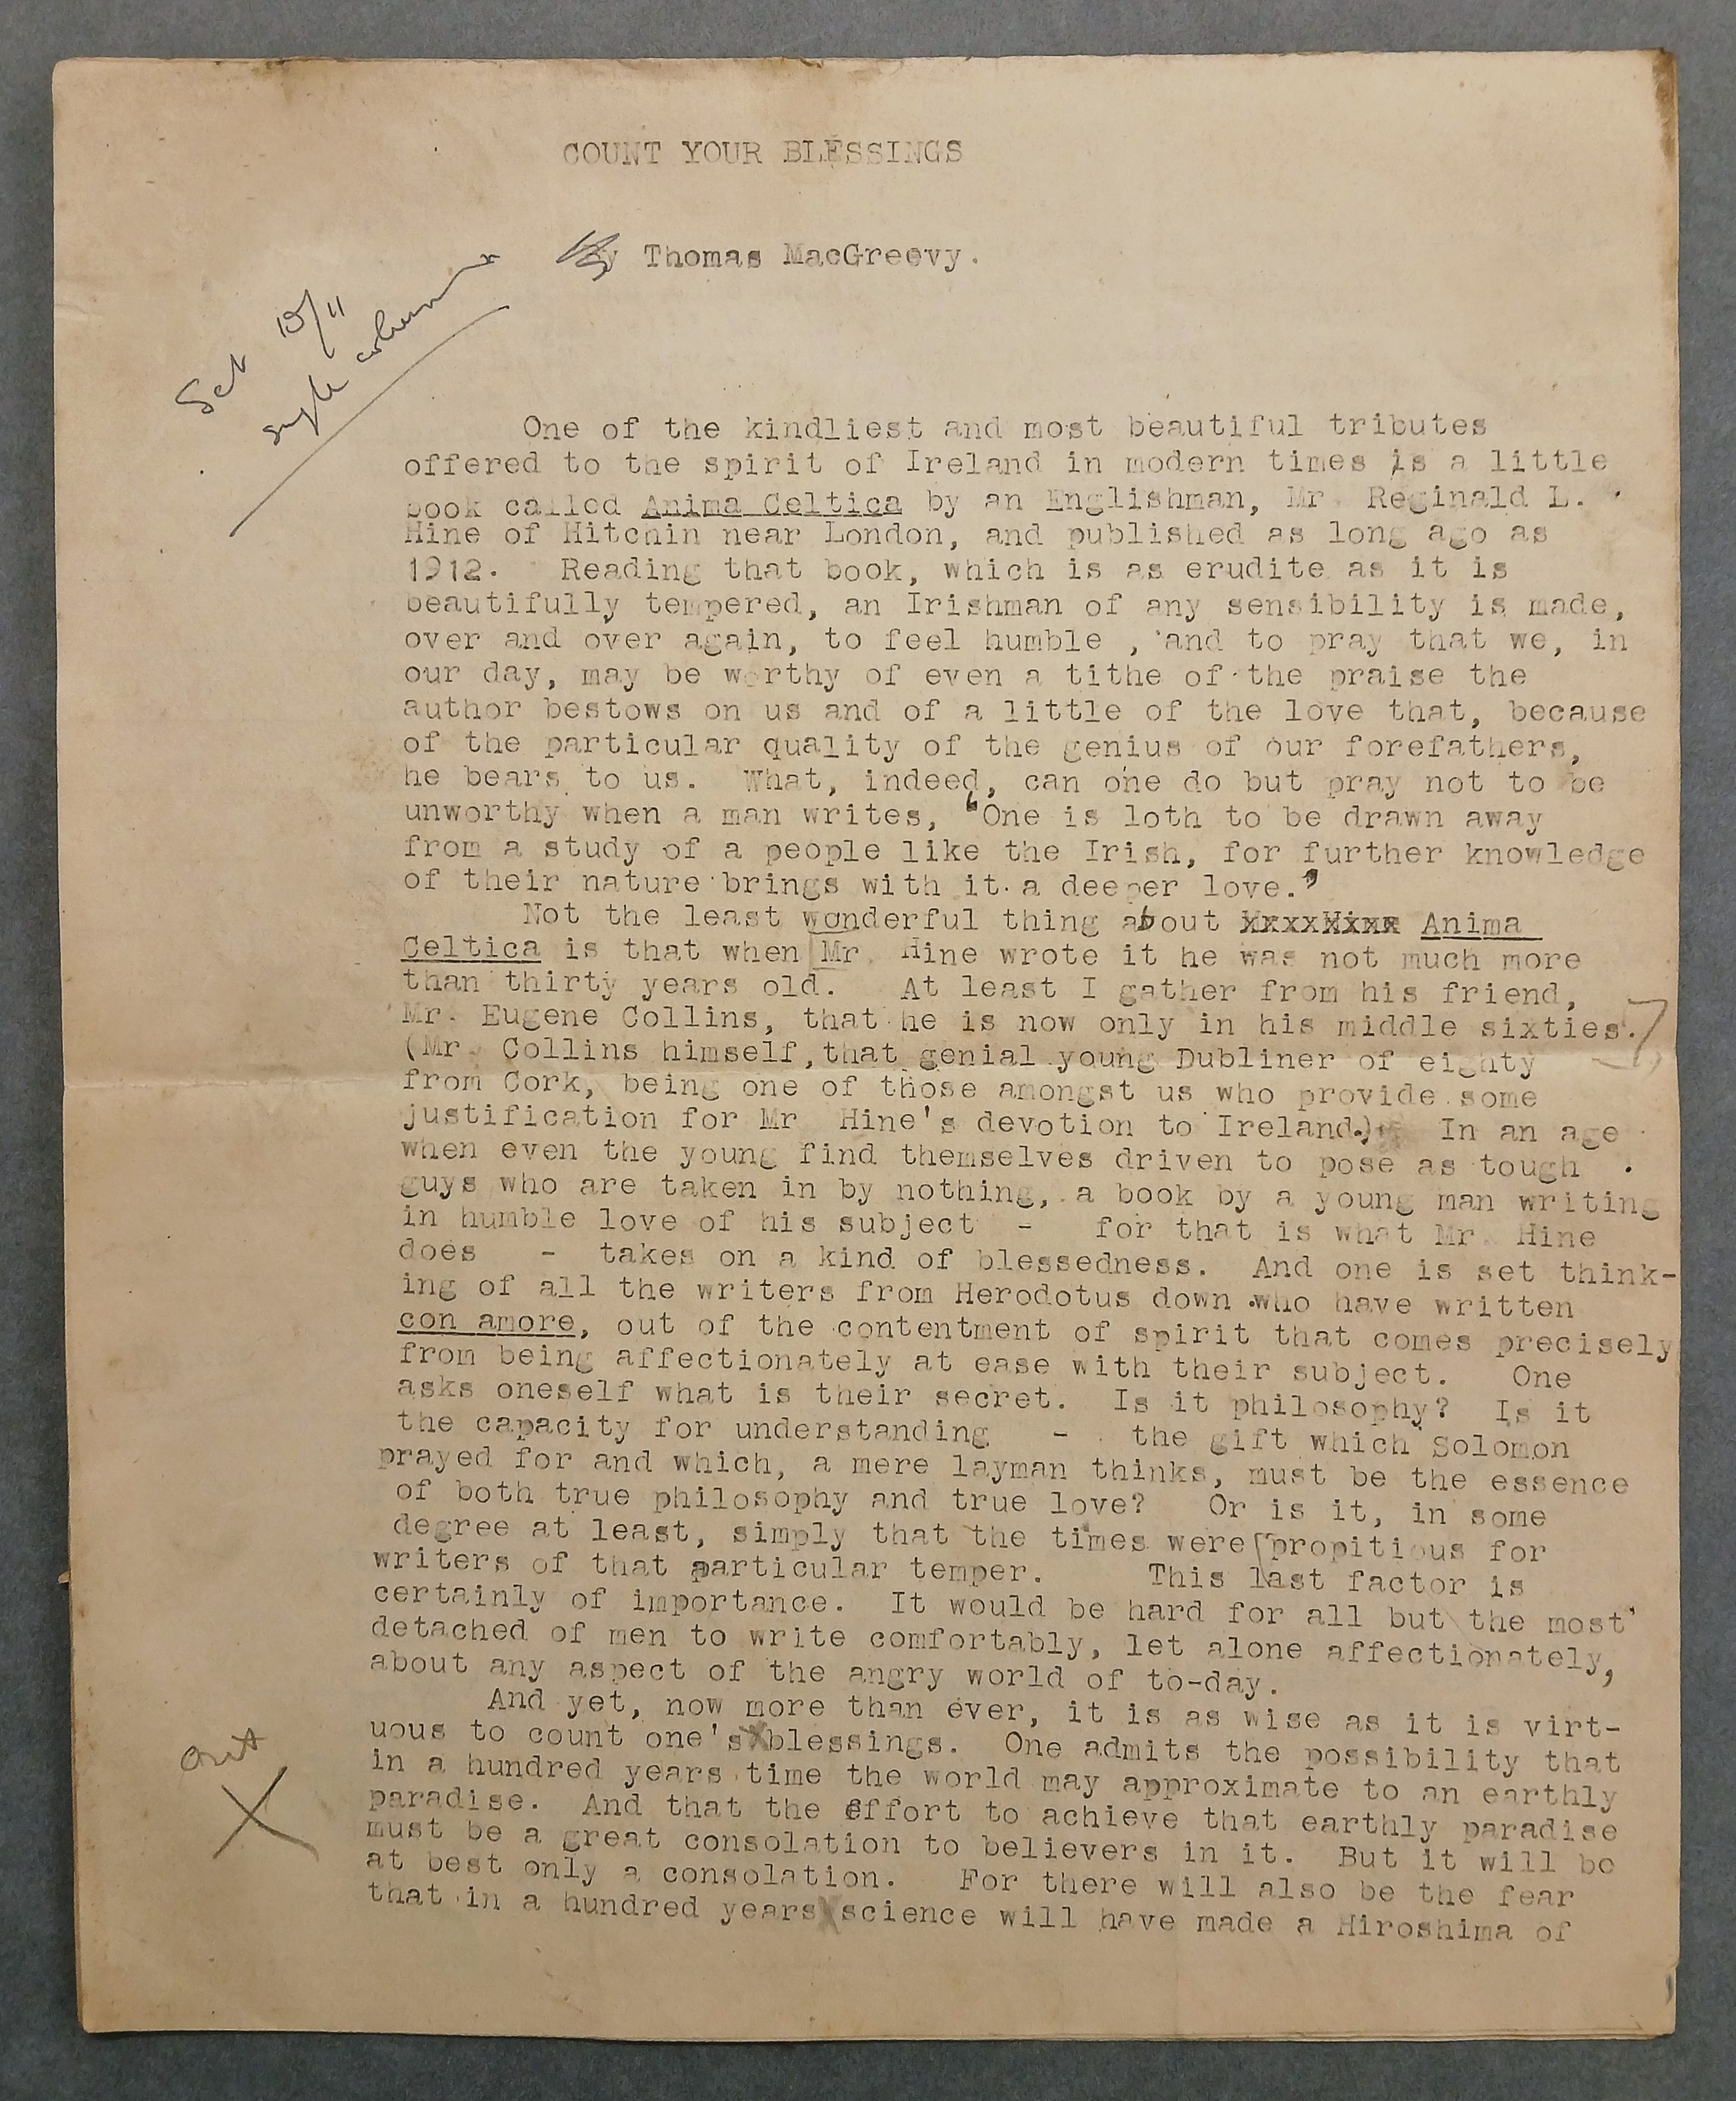 COUNT YOUR BLESSINGS
By Thomas MacGreevy.
Set 10/11
single column
One of the kindliest and most beautiful tributes
offered to the spirit of Ireland in modern times is a little
book called Anima Celtica by an Englishman, Mr. Reginald L.
Hine of Hitchin near London, and published as long ago as
1912. Reading that book, which is as erudite as it is
beautifully tempered, an Irishman of any sensibility is made,
over and over again, to feel humble , and to pray that we, in
our day, may be worthy of even a tithe of the praise the
author bestows on us and of a little of the love that, because
of the particular quality of the genius of our forefathers,
he bears to us. What, indeed, can one do but pray not to be
unworthy when a man writes, "One is loth to be drawn away
from a study of a people like the Irish, for further knowledge
of their nature brings with it a deeper love."
Not the least wonderful thing about Anima
Celtica is that when Mr. Hine wrote it he was not much more
than thirty years old. At least I gather from his friend,
Mr. Eugene Collins, that he is now only in his middle sixties.
(Mr. Collins himself, that genial young Dubliner of eighty
from Cork, being one of those amongst us who provide some
justification for Mr Hine's devotion to Ireland.) In an age
when even the young find themselves driven to pose as tough
guys who are taken in by nothing, a book by a young man writing
in humble love of his subject - for that is what Mr. Hine
does - takes on a kind of blessedness. And one is set think-
ing of all the writers from Herodotus down who have written
con amore, out of the contentment of spirit that comes precisely
from being affectionately at ease with their subject. One
asks oneself what is their secret. Is it philosophy? Is it
the capacity for understanding - the gift which Solomon
prayed for and which, a mere layman thinks, must be the essence
of both true philosophy and true love? Or is it, in some
degree at least, simply that the times were propitious for
writers of that particular temper. This last factor is
certainly of importance. It would be hard for all but the most
detached of men to write comfortably, let alone affectionately,
about any aspect of the angry world of to-day.
And yet, now more than ever, it is as wise as it is virt-
uous to count one's blessings. One admits the possibility that
in a hundred years time the world may approximate to an earthly
paradise. And that the effort to achieve that earthly paradise
must be a great consolation to believers in it. But it will be
at best only a consolation. For there will also be the fear
that in a hundred years science will have made a Hiroshima of
out